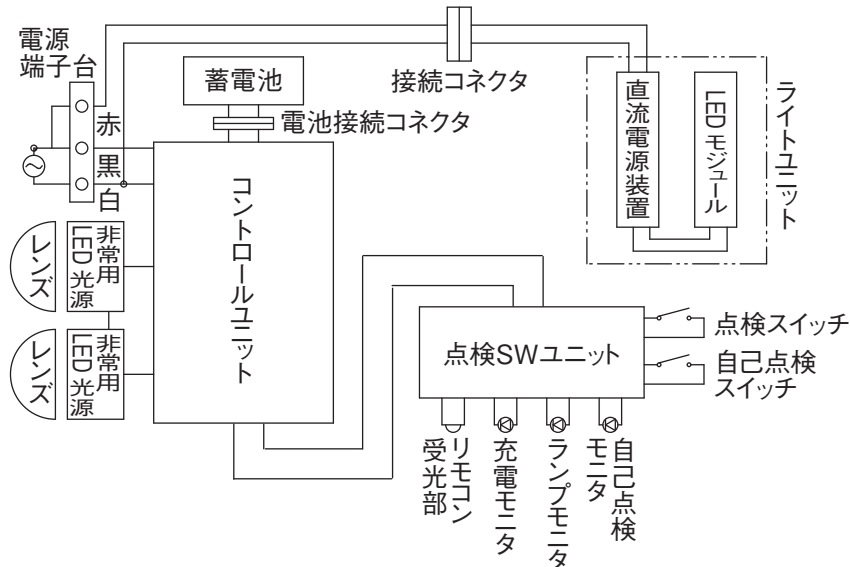 電源
端子台
赤
黒
白
蓄電池
電池接続コネクタ
接続コネクタ
直流電源装置
LEDモジュール
ライトユニット
コントロールユニット
レンズ
非常用
LED光源
レンズ
非常用
LED光源
点検SWユニット
点検スイッチ
自己点検
スイッチ
リモコン
受光部
充電モニタ
ランプモニタ
自己点検
モニタ